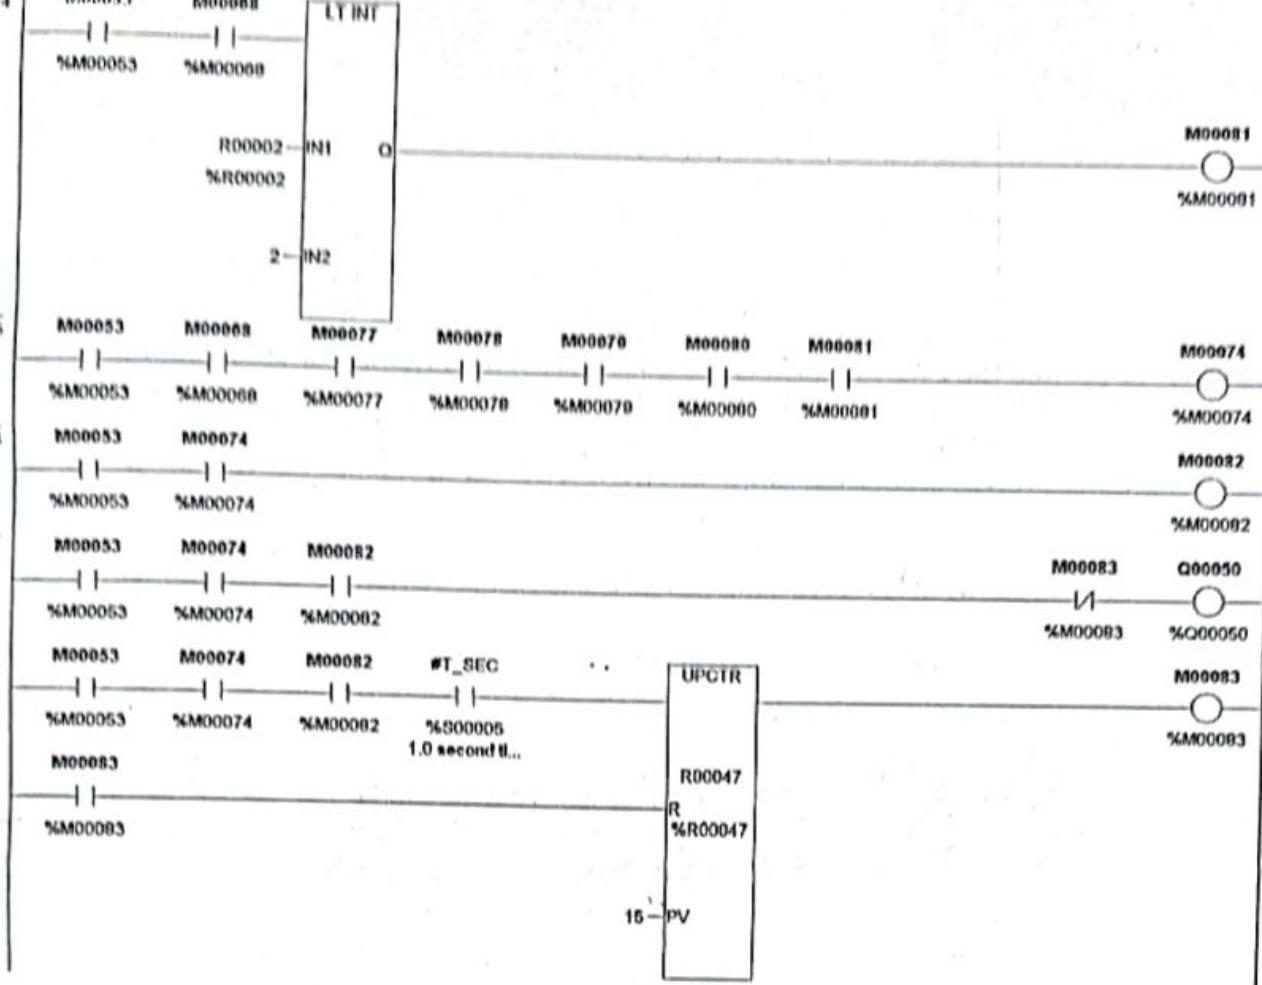 LT INT
%M00053 %M00068
M00081
R00002 IN1 Q
%R00002
%M00081
2 IN2
M00053 M00068 M00077 M00078 M00079 M00080 M00081 M00074
%M00053 %M00068 %M00077 %M00078 %M00079 %M00080 %M00081 %M00074
M00053 M00074 M00082
%M00053 %M00074 %M00082
M00053 M00074 M00082 M00083 Q00050
%M00053 %M00074 %M00082 %M00083 %Q00050
M00053 M00074 M00082 #T_SEC UPCTR M00083
%M00053 %M00074 %M00082 %S00005 %M00083
1.0 second ti...
M00083
R00047
R
%M00083 %R00047
15 PV